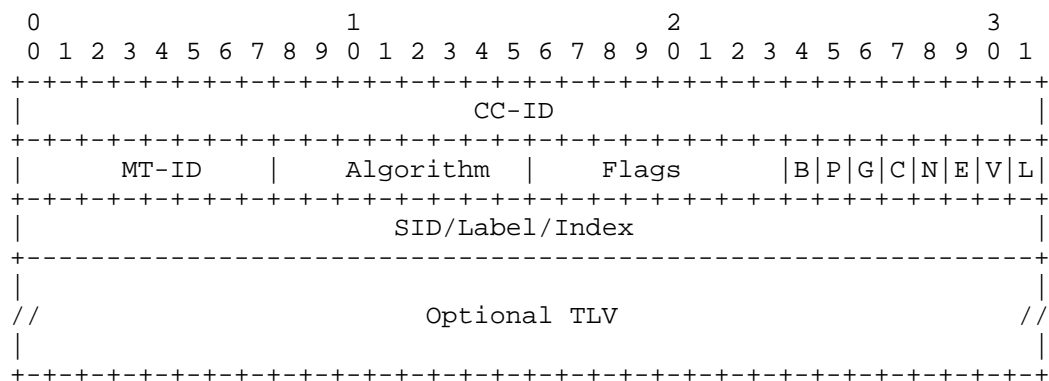 0                   1                   2                   3
 0 1 2 3 4 5 6 7 8 9 0 1 2 3 4 5 6 7 8 9 0 1 2 3 4 5 6 7 8 9 0 1
+-+-+-+-+-+-+-+-+-+-+-+-+-+-+-+-+-+-+-+-+-+-+-+-+-+-+-+-+-+-+-+-+
|                            CC-ID                              |
+-+-+-+-+-+-+-+-+-+-+-+-+-+-+-+-+-+-+-+-+-+-+-+-+-+-+-+-+-+-+-+-+
|      MT-ID    |    Algorithm  |    Flags      |B|P|G|C|N|E|V|L|
+-+-+-+-+-+-+-+-+-+-+-+-+-+-+-+-+-+-+-+-+-+-+-+-+-+-+-+-+-+-+-+-+
|                       SID/Label/Index                         |
+---------------------------------------------------------------+
|                                                               |
//                        Optional TLV                         //
|                                                               |
+-+-+-+-+-+-+-+-+-+-+-+-+-+-+-+-+-+-+-+-+-+-+-+-+-+-+-+-+-+-+-+-+